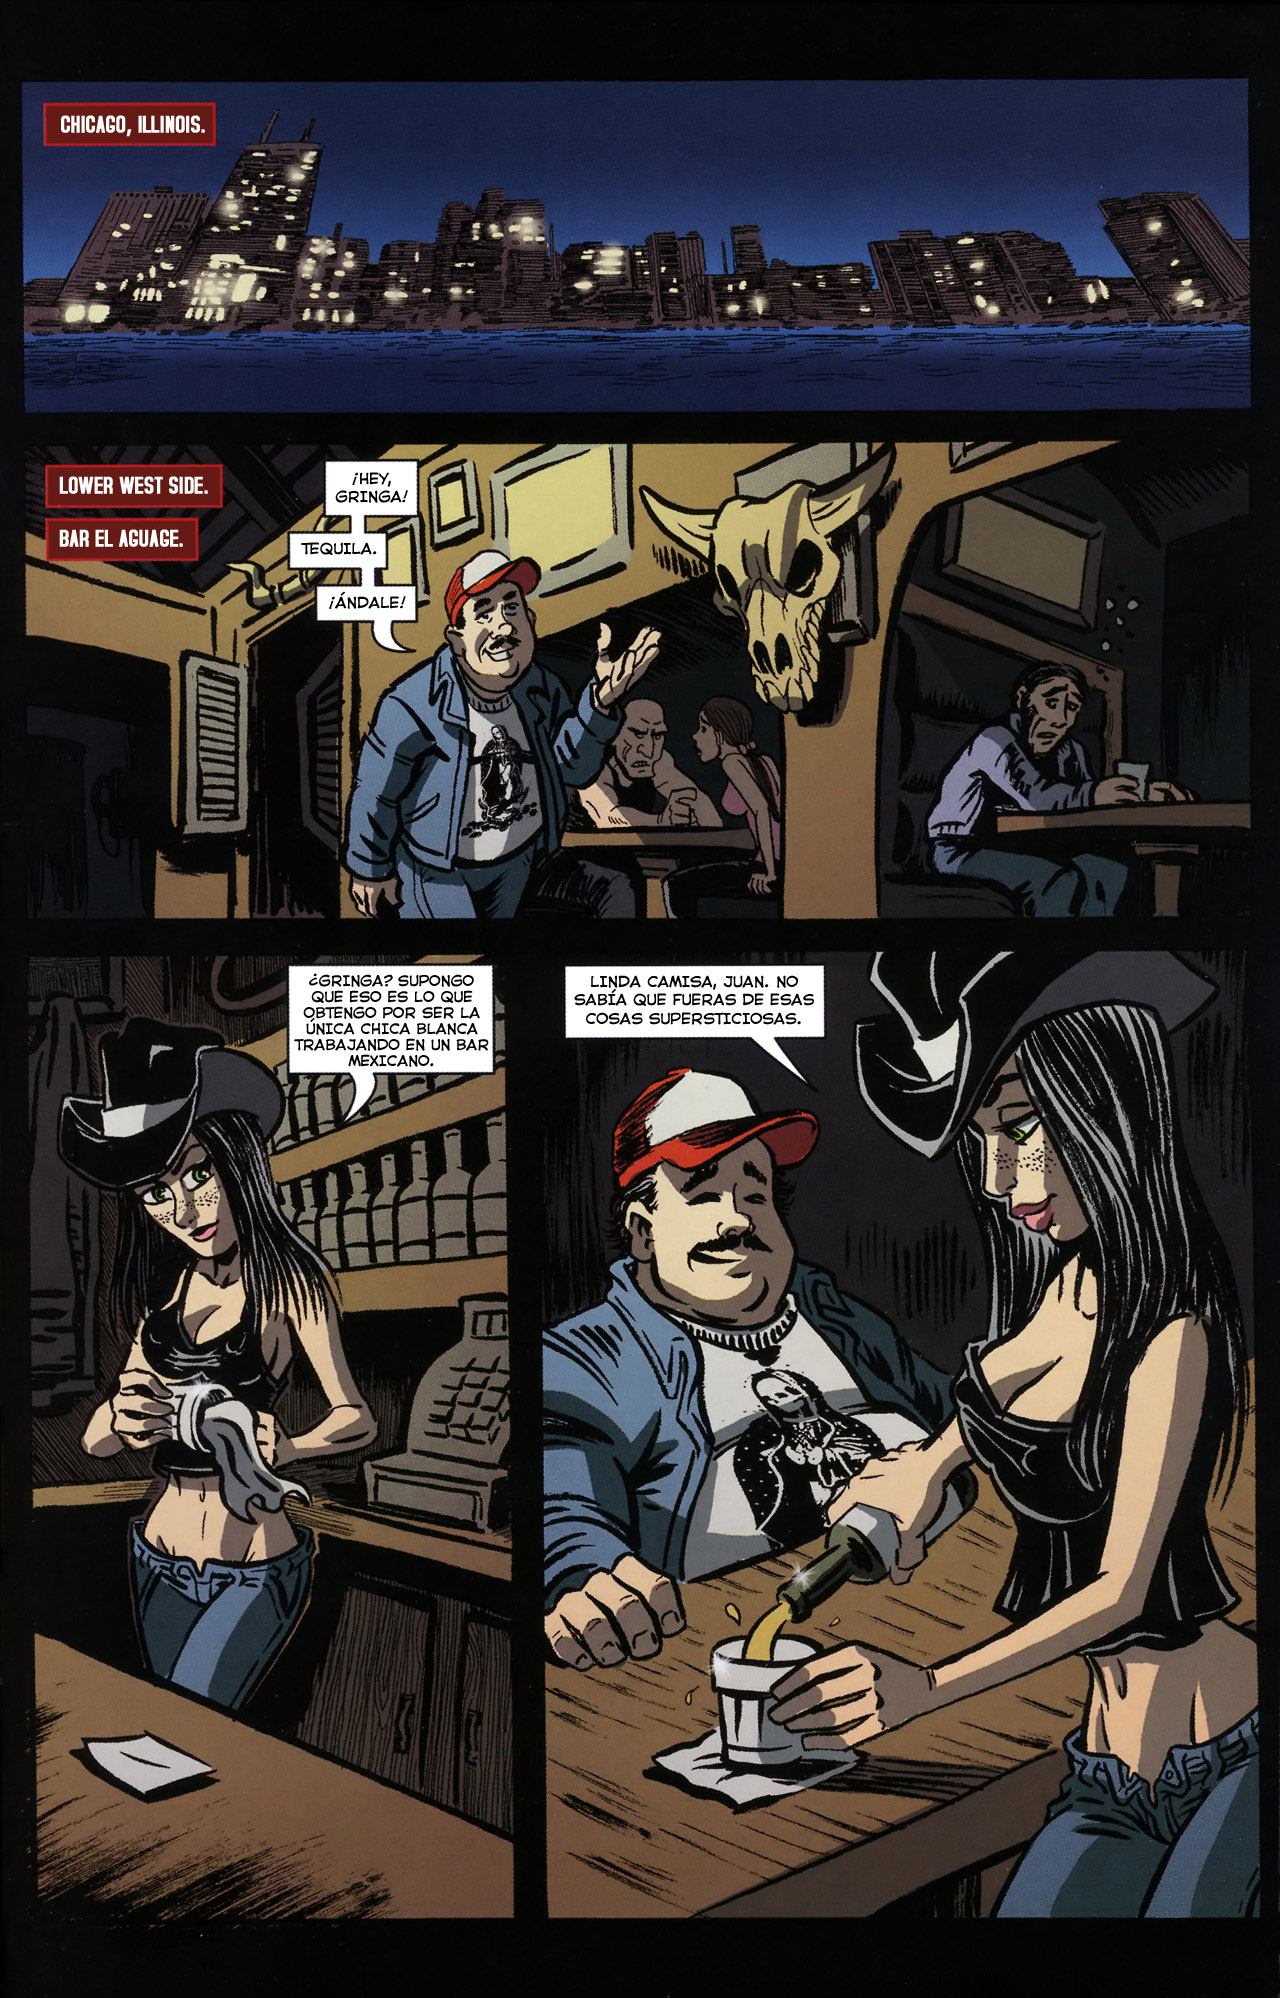 CHICAGO, ILLINOIS.
LOWER WEST SIDE.
BAR EL AGUAGE.
¡HEY,
GRINGA!
TEQUILA.
¡ÁNDALE!
¿GRINGA? SUPONGO
QUE ESO ES LO QUE
OBTENGO POR SER LA
ÚNICA CHICA BLANCA
TRABAJANDO EN UN BAR
MEXICANO.
LINDA CAMISA, JUAN. NO
SABÍA QUE FUERAS DE ESAS
COSAS SUPERSTICIOSAS.